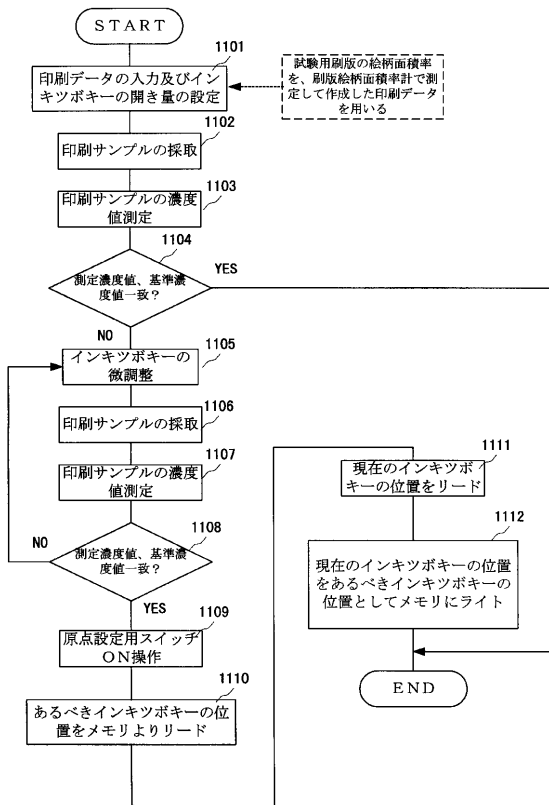 START
1101
印刷データの入力及びイン
キツボキーの開き量の設定
試験用刷版の絵柄面積率
を、刷版絵柄面積率計で測
定して作成した印刷データ
を用いる
1102
印刷サンプルの採取
1103
印刷サンプルの濃度
値測定
1104
測定濃度値、基準濃
度値一致？
YES
NO
1105
インキツボキーの
微調整
1106
印刷サンプルの採取
1107
印刷サンプルの濃度
値測定
1108
測定濃度値、基準濃
度値一致？
NO
YES
1109
原点設定用スイッチ
ON操作
1110
あるべきインキツボキーの位
置をメモリよりリード
1111
現在のインキツボ
キーの位置をリード
1112
現在のインキツボキーの位置
をあるべきインキツボキーの
位置としてメモリにライト
END